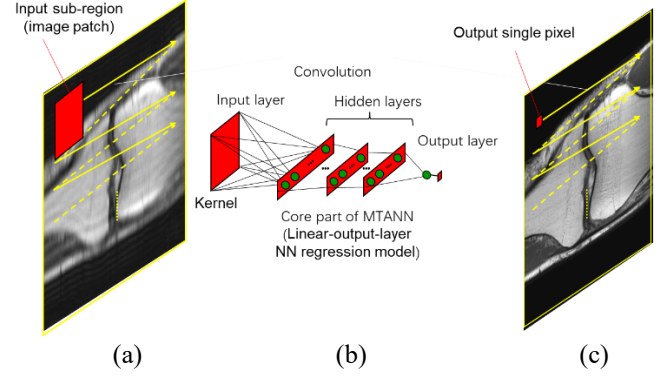 Input sub-region
(image patch)
Convolution
Input layer
Hidden layers
Output layer
Kernel
Core part of MTANN
(Linear-output-layer
NN regression model)
Output single pixel
(a)
(b)
(c)